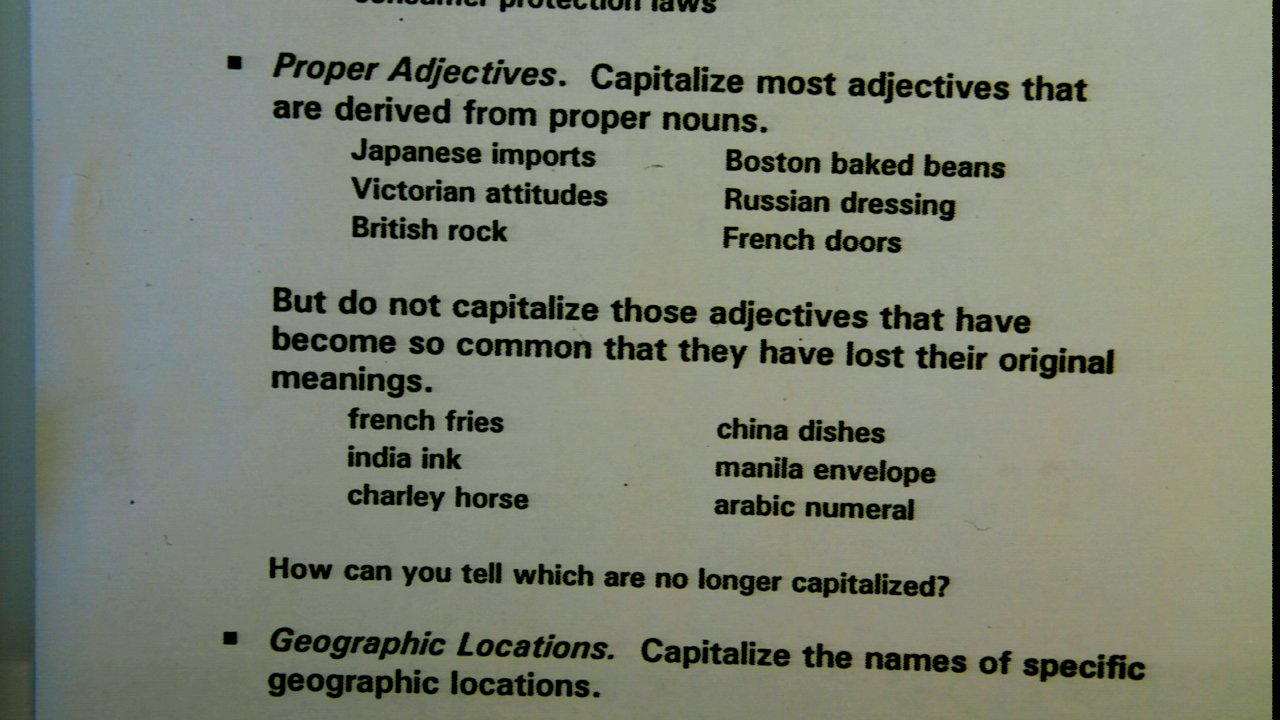 consumer protection laws
▪ Proper Adjectives. Capitalize most adjectives that
are derived from proper nouns.
Japanese imports Boston baked beans
Victorian attitudes Russian dressing
British rock French doors
But do not capitalize those adjectives that have
become so common that they have lost their original
meanings.
french fries china dishes
india ink manila envelope
charley horse arabic numeral
How can you tell which are no longer capitalized?
▪ Geographic Locations. Capitalize the names of specific
geographic locations.